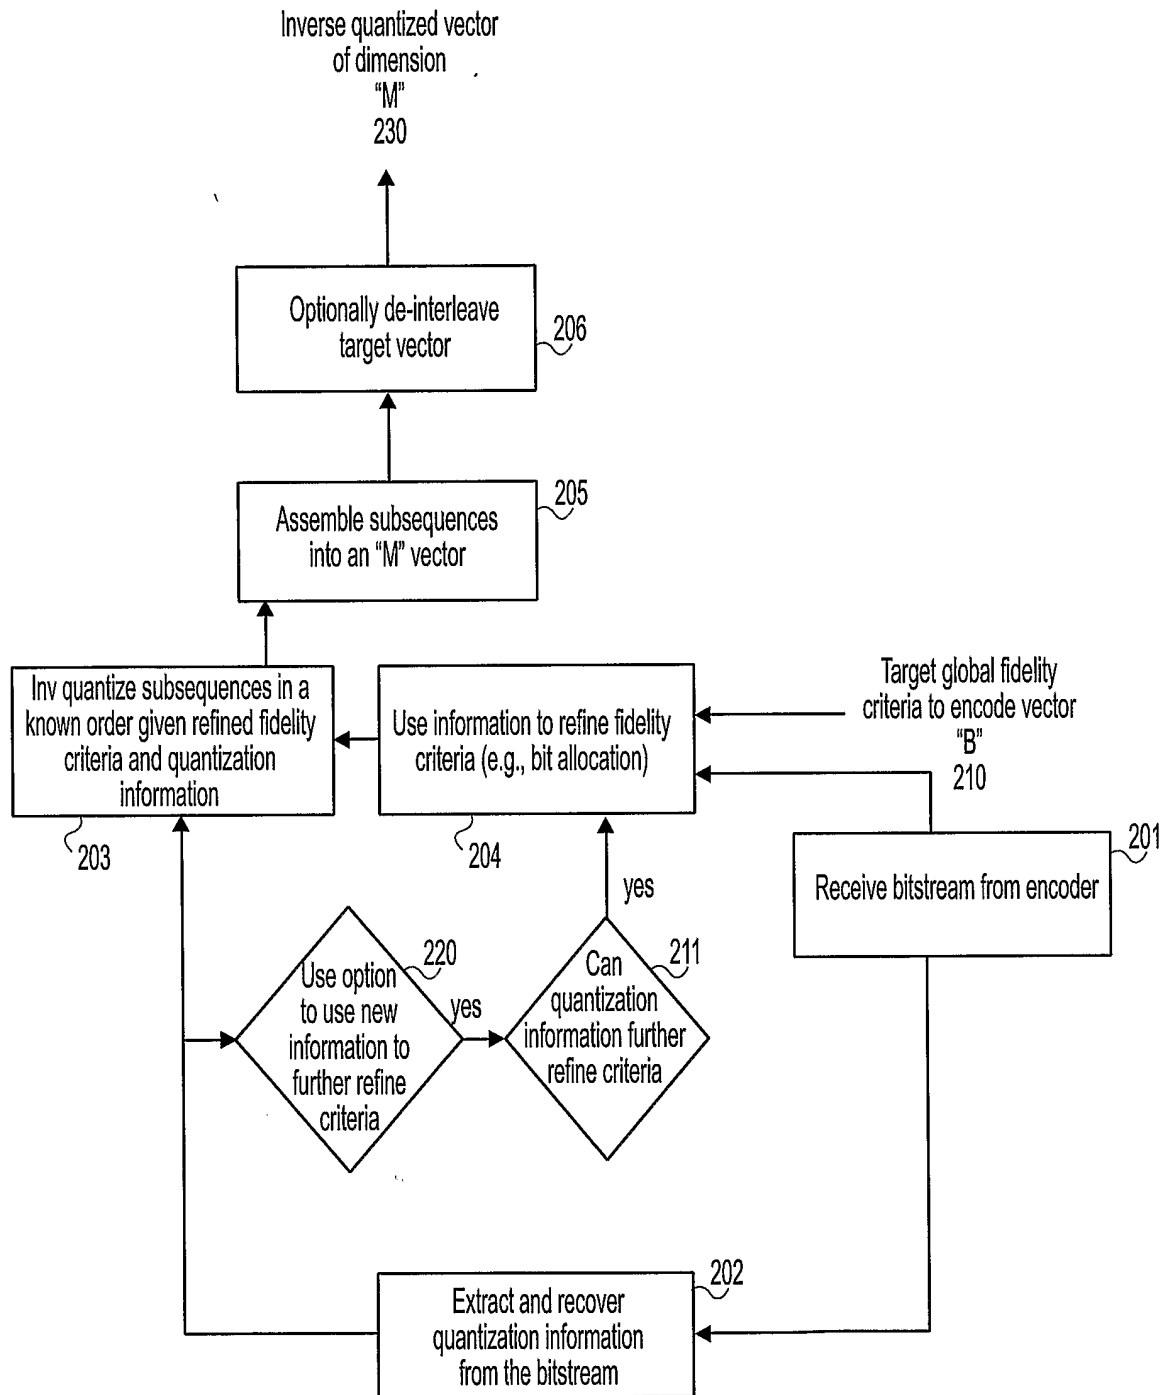 Inverse quantized vector
of dimension
“M”
230
Optionally de-interleave
target vector
206
Assemble subsequences
into an “M” vector
205
Inv quantize subsequences in a
known order given refined fidelity
criteria and quantization
information
203
Use information to refine fidelity
criteria (e.g., bit allocation)
204
Target global fidelity
criteria to encode vector
“B”
210
Receive bitstream from encoder
201
Use option
to use new
information to
further refine
criteria
220
yes
Can
quantization
information further
refine criteria
211
yes
Extract and recover
quantization information
from the bitstream
202